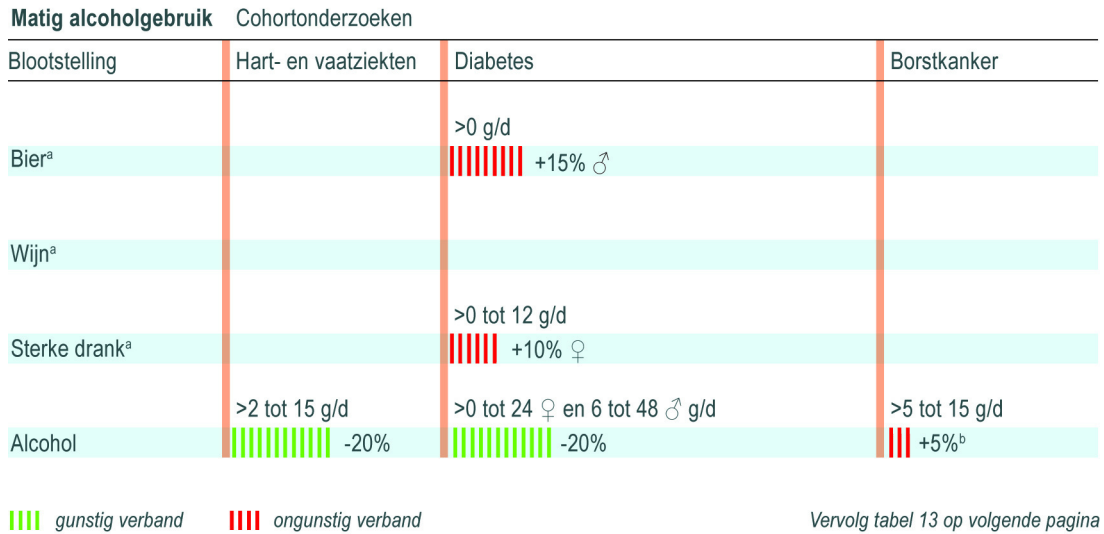 Matig alcoholgebruik Cohortonderzoeken
Blootstelling Hart- en vaatziekten Diabetes Borstkanker
>0 g/d
Bierᵃ +15% ♂
Wijnᵃ
>0 tot 12 g/d
Sterke drankᵃ +10% ♀
>2 tot 15 g/d >0 tot 24 ♀ en 6 tot 48 ♂ g/d >5 tot 15 g/d
Alcohol -20% -20% +5%ᵇ
gunstig verband ongunstig verband Vervolg tabel 13 op volgende pagina